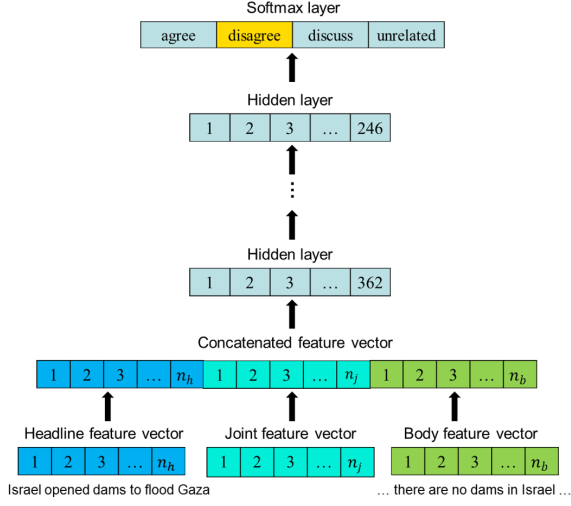 Softmax layer
agree disagree discuss unrelated
Hidden layer
1 2 3 … 246
⋮
Hidden layer
1 2 3 … 362
Concatenated feature vector
1 2 3 … n_h 1 2 3 … n_j 1 2 3 … n_b
Headline feature vector Joint feature vector Body feature vector
1 2 3 … n_h 1 2 3 … n_j 1 2 3 … n_b
Israel opened dams to flood Gaza … there are no dams in Israel …